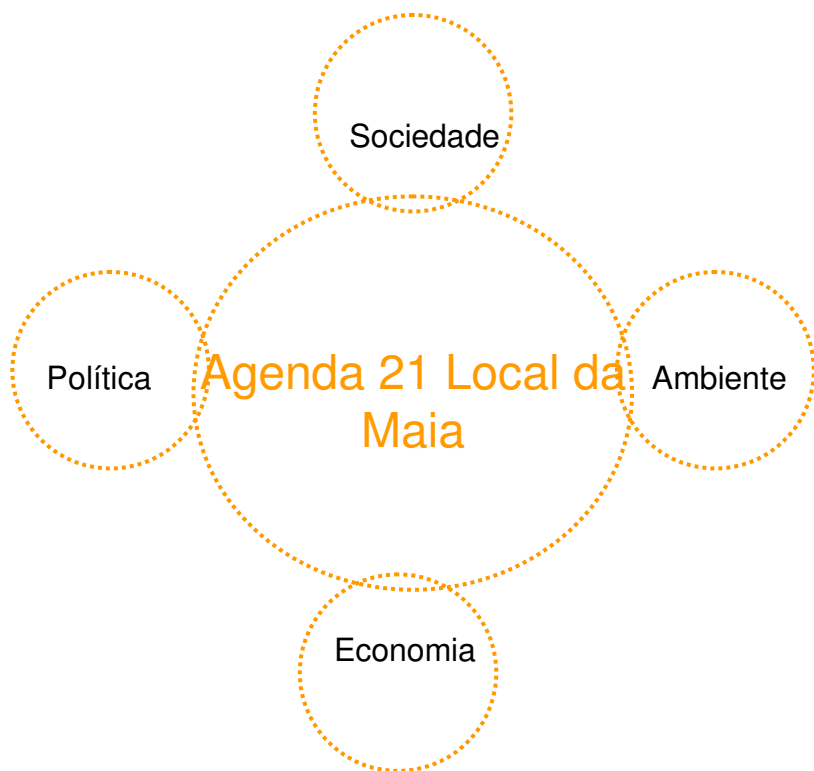 Sociedade
Política
Agenda 21 Local da
Maia
Ambiente
Economia